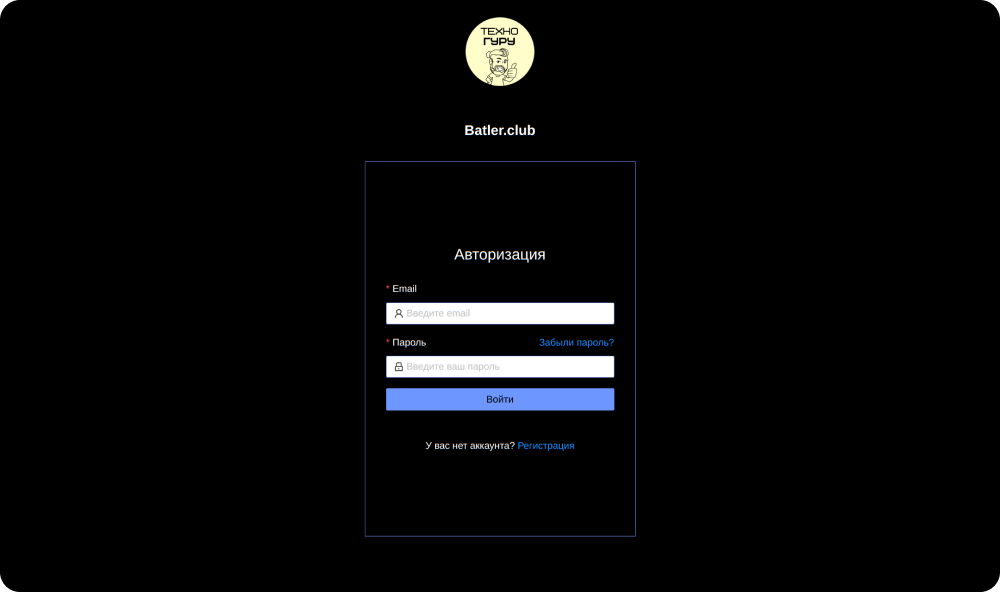 ТЕХНО
ГУРУ
Batler.club
Авторизация
* Email
Введите email
* Пароль Забыли пароль?
Введите ваш пароль
Войти
У вас нет аккаунта? Регистрация